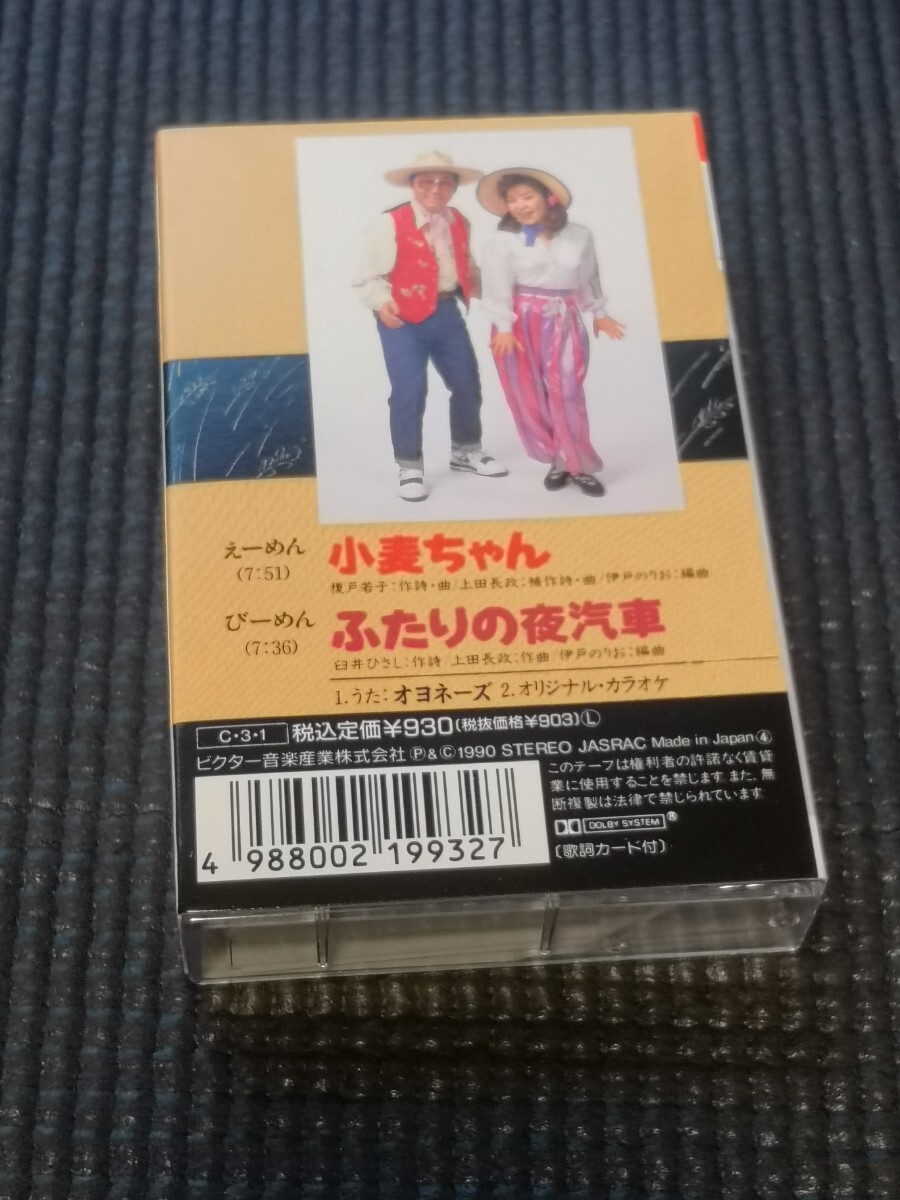 えーめん 小麦ちゃん
(7:51) 榎戸若子:作詩・曲/上田長政:補作詩・曲/伊戸のりお:編曲
びーめん ふたりの夜汽車
(7:36) 臼井ひさし:作詩/上田長政:作曲/伊戸のりお:編曲
1.うた:オヨネーズ 2.オリジナル・カラオケ
C・3・1 税込定価¥930(税抜価格¥903)Ⓛ
ビクター音楽産業株式会社 Ⓟ&Ⓒ1990 STEREO JASRAC Made in Japan④
このテープは権利者の許諾なく賃貸
業に使用することを禁じます また、無
断複製は法律で禁じられています
DOLBY SYSTEM®
〔歌詞カード付〕
4 988002 199327